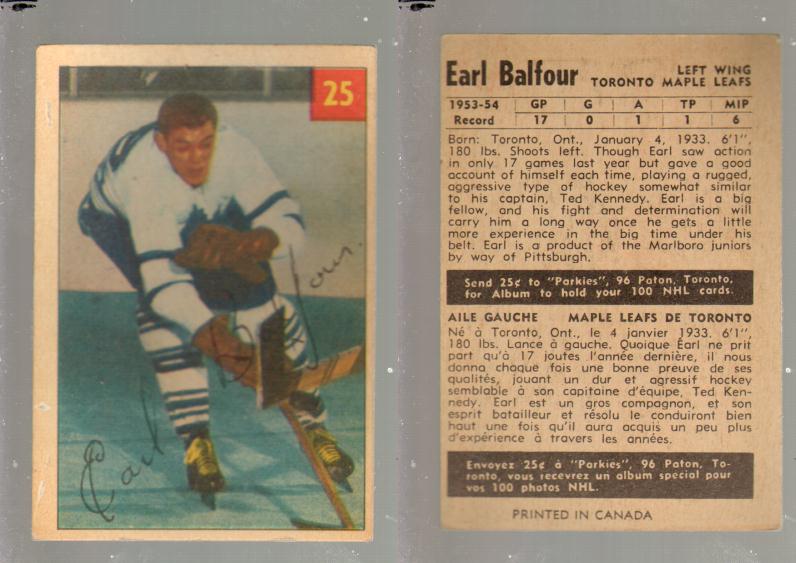 25
Earl Balfour
Earl Balfour
LEFT WING
TORONTO MAPLE LEAFS
1953-54 GP G A TP MIP
Record 17 0 1 1 6
Born: Toronto, Ont., January 4, 1933. 6'1",
180 lbs. Shoots left. Though Earl saw action
in only 17 games last year but gave a good
account of himself each time, playing a rugged,
aggressive type of hockey somewhat similar
to his captain, Ted Kennedy. Earl is a big
fellow, and his fight and determination will
carry him a long way once he gets a little
more experience in the big time under his
belt. Earl is a product of the Marlboro juniors
by way of Pittsburgh.
Send 25¢ to "Parkies", 96 Paton, Toronto,
for Album to hold your 100 NHL cards.
AILE GAUCHE MAPLE LEAFS DE TORONTO
Né à Toronto, Ont., le 4 janvier 1933. 6'1",
180 lbs. Lance à gauche. Quoique Earl ne prit
part qu'à 17 joutes l'année dernière, il nous
donna chaque fois une bonne preuve de ses
qualités, jouant un dur et agressif hockey
semblable à son capitaine d'équipe, Ted Ken-
nedy. Earl est un gros compagnon, et son
esprit batailleur et résolu le conduiront bien
haut une fois qu'il aura acquis un peu plus
d'expérience à travers les années.
Envoyez 25¢ à "Parkies", 96 Paton, To-
ronto, vous recevrez un album special pour
vos 100 photos NHL.
PRINTED IN CANADA